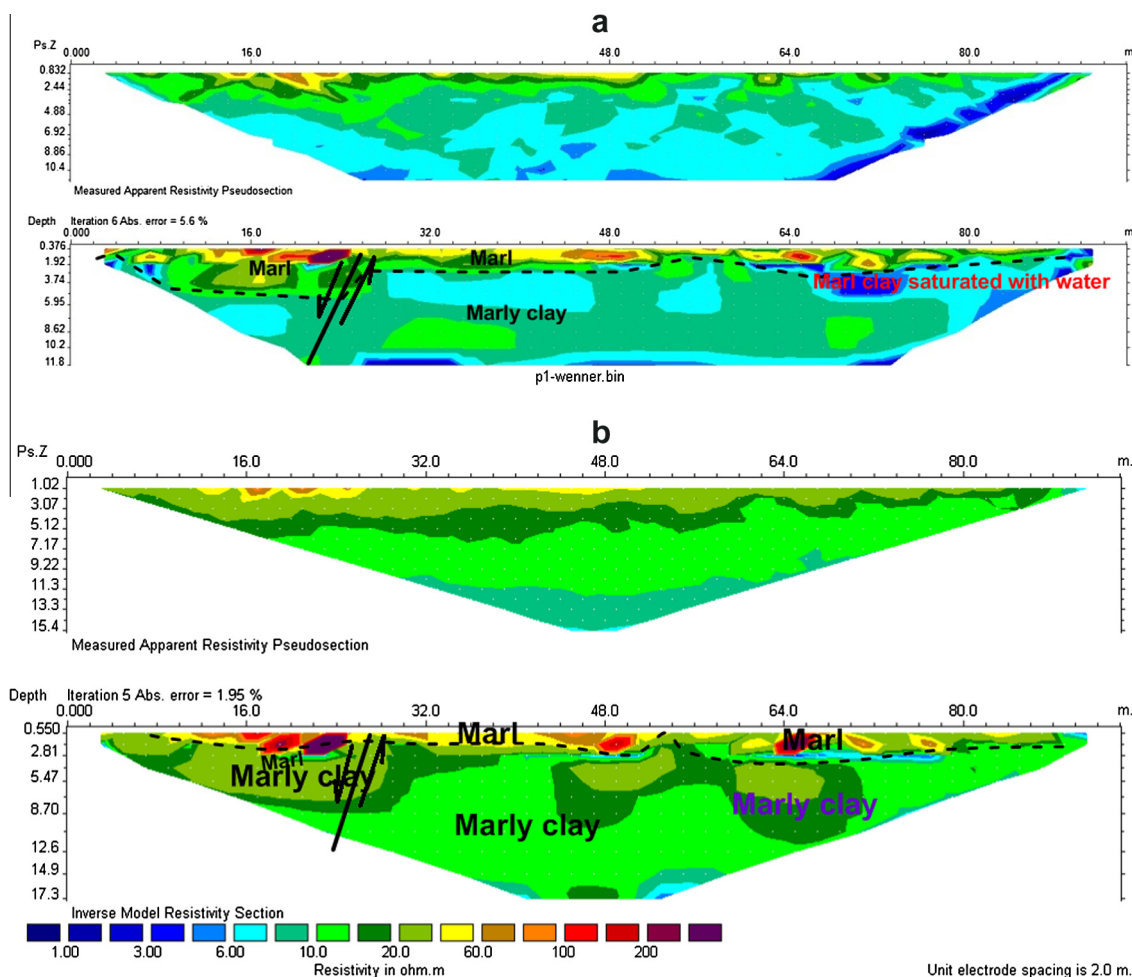 a
Ps.Z 0.000 16.0 48.0 64.0 80.0 m
0.832
2.44
4.88
6.92
8.86
10.4
Measured Apparent Resistivity Pseudosection
Depth Iteration 6 Abs. error = 5.6 %
0.000 16.0 32.0 48.0 64.0 80.0 m
0.376
1.92
3.74
5.95
8.62
10.2
11.8
Marl
Marl
Marl clay saturated with water
Marly clay
p1-wenner.bin
b
Ps.Z 0.000 16.0 32.0 48.0 64.0 80.0 m.
1.02
3.07
5.12
7.17
9.22
11.3
13.3
15.4
Measured Apparent Resistivity Pseudosection
Depth Iteration 5 Abs. error = 1.95 %
0.000 16.0 32.0 48.0 64.0 80.0 m.
0.550
2.81
5.47
8.70
12.6
14.9
17.3
Marl
Marl
Marl
Marly clay
Marly clay
Marly clay
Inverse Model Resistivity Section
1.00 3.00 6.00 10.0 20.0 60.0 100 200
Resistivity in ohm.m
Unit electrode spacing is 2.0 m.